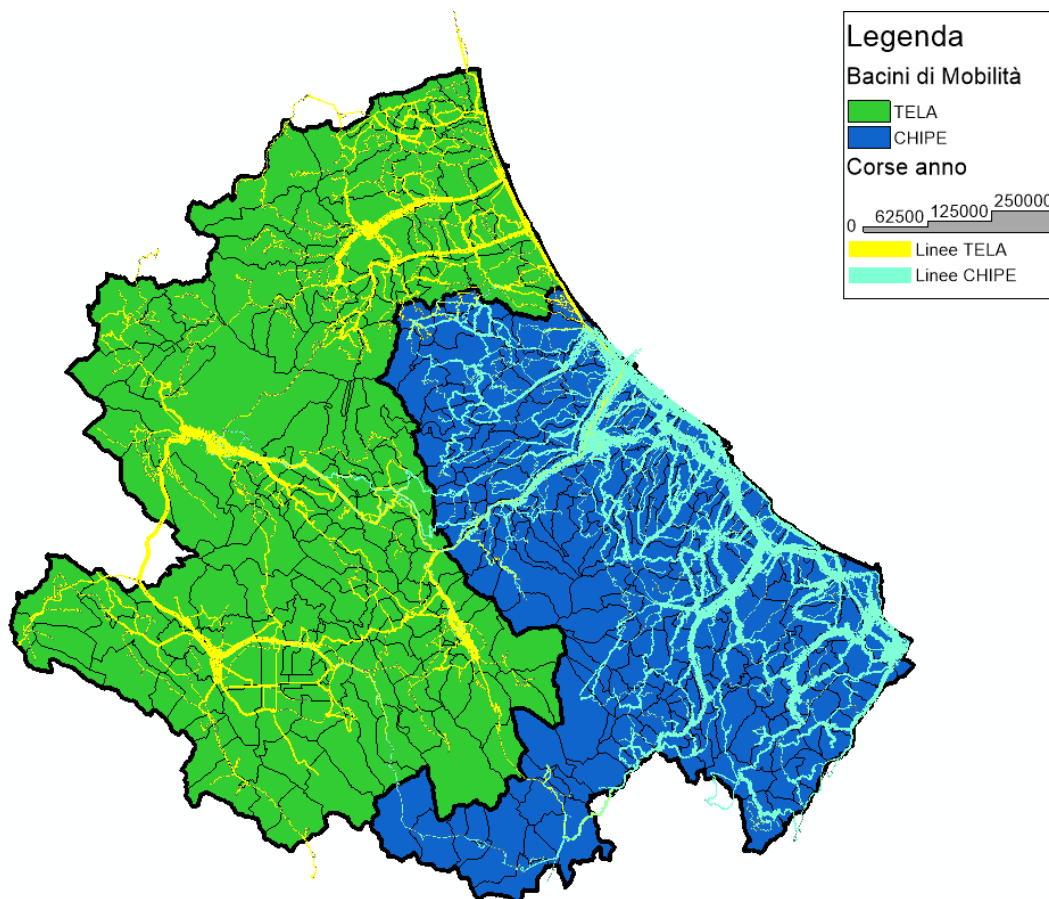 Legenda
Bacini di Mobilità
TELA
CHIPE
Corse anno
0 62500 125000 250000
Linee TELA
Linee CHIPE